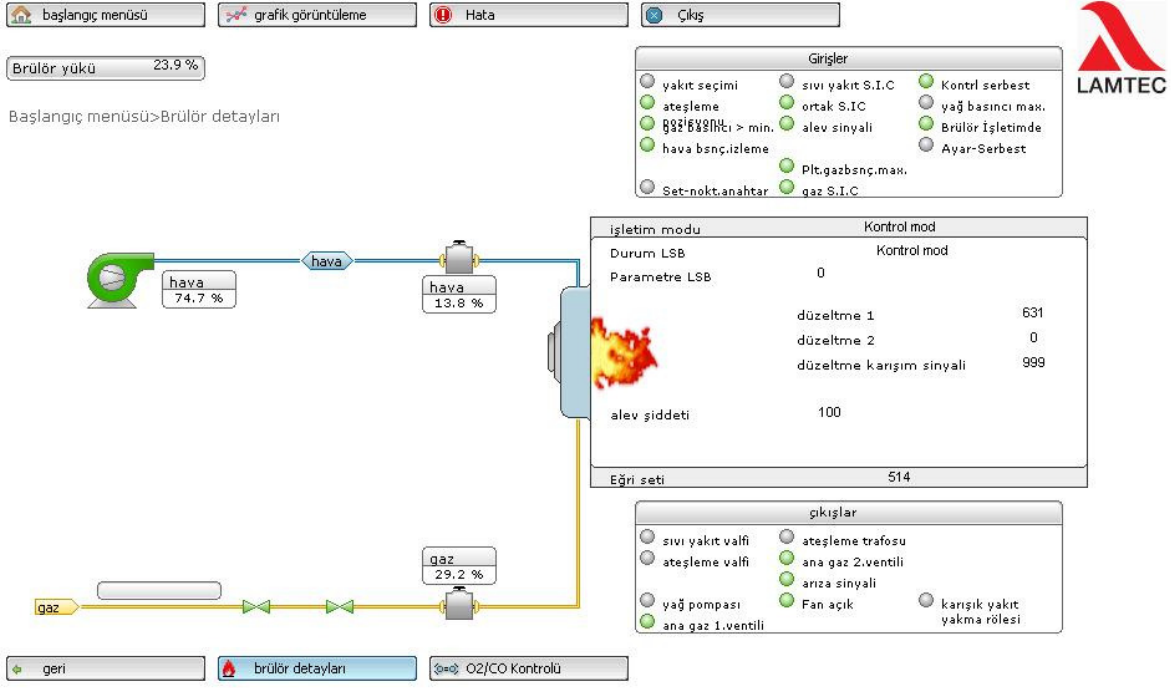 başlangıç menüsü
grafik görüntüleme
Hata
Çıkış
LAMTEC
Brülör yükü 23.9 %
Başlangıç menüsü>Brülör detayları
Girişler
yakıt seçimi
sıvı yakıt S.I.C
Kontrl serbest
ateşleme pozisyonu
ortak S.IC
yağ basıncı max.
gaz basıncı > min.
alev sinyali
Brülör İşletimde
hava bsnç.izleme
Ayar-Serbest
Plt.gazbsnç.max.
Set-nokt.anahtar
gaz S.I.C
işletim modu Kontrol mod
Durum LSB Kontrol mod
Parametre LSB 0
düzeltme 1 631
düzeltme 2 0
düzeltme karışım sinyali 999
alev şiddeti 100
Eğri seti 514
hava
hava
74.7 %
hava
13.8 %
gaz
29.2 %
gaz
çıkışlar
sıvı yakıt valfi
ateşleme trafosu
ateşleme valfi
ana gaz 2.ventili
arıza sinyali
yağ pompası
Fan açık
karışık yakıt
yakma rölesi
ana gaz 1.ventili
geri
brülör detayları
O2/CO Kontrolü